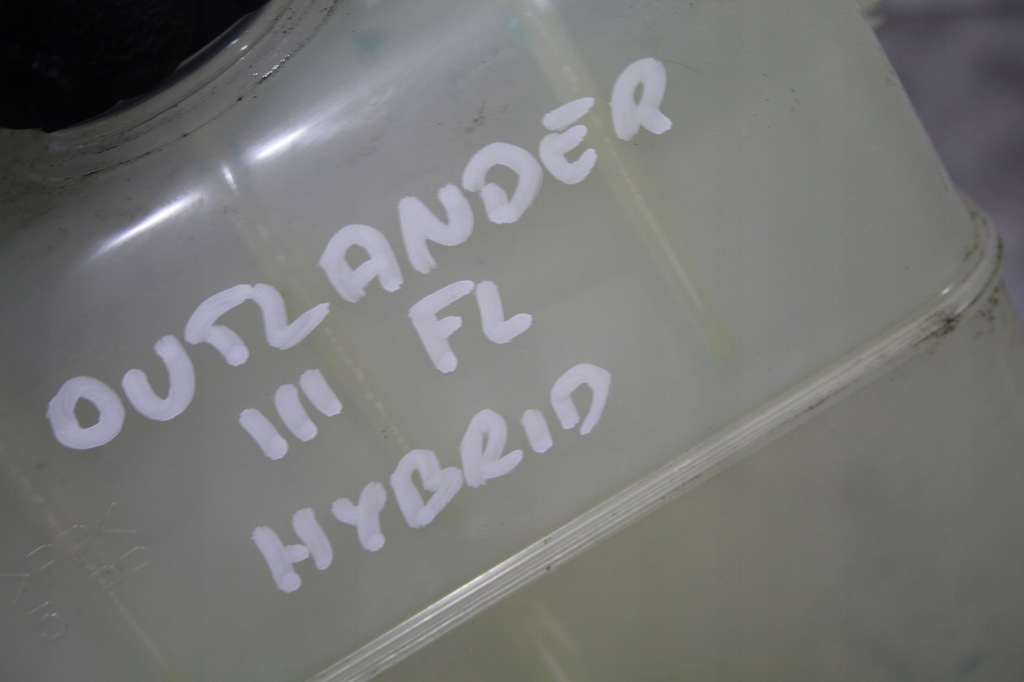 OUTLANDER
III FL
HYBRID